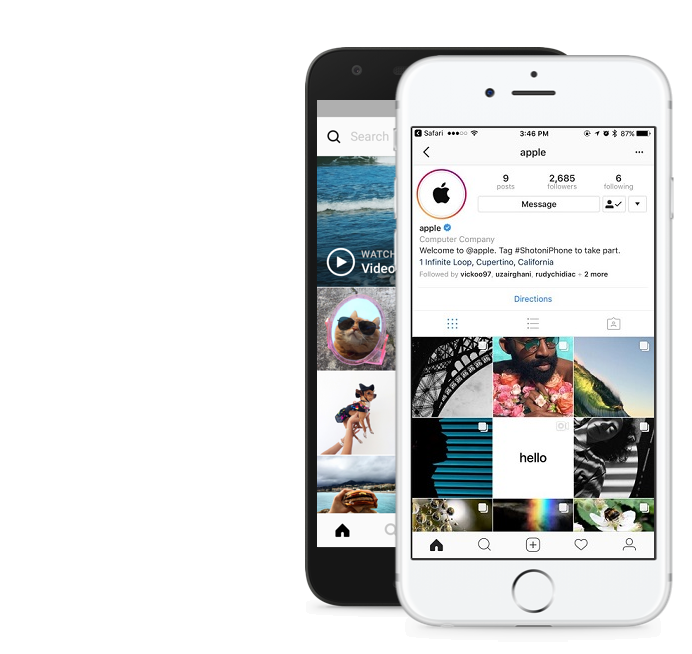 Search
WATCH
Video
Safari 3:46 PM 87%
apple
9 2,685 6
posts followers following
Message
apple
Computer Company
Welcome to @apple. Tag #ShotoniPhone to take part.
1 Infinite Loop, Cupertino, California
Followed by vickoo97, uzairghani, rudychidiac + 2 more
Directions
hello